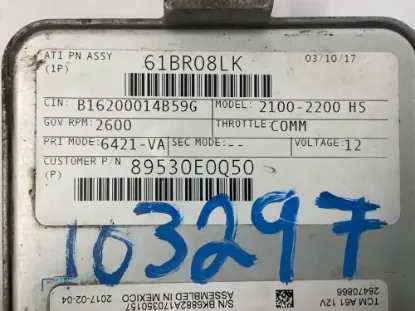 ATI PN ASSY 61BR08LK 03/10/17
(1P)
CIN: B16200014B59G MODEL: 2100-2200 HS
GOV RPM: 2600 THROTTLE: COMM
PRI MODE: 6421-VA SEC MODE: -- VOLTAGE: 12
CUSTOMER P/N 89530E0Q50
(P)
103297
TCM A61 12V
28470866
S/N BK6882A170350157
ASSEMBLED IN MEXICO
2017-02-04